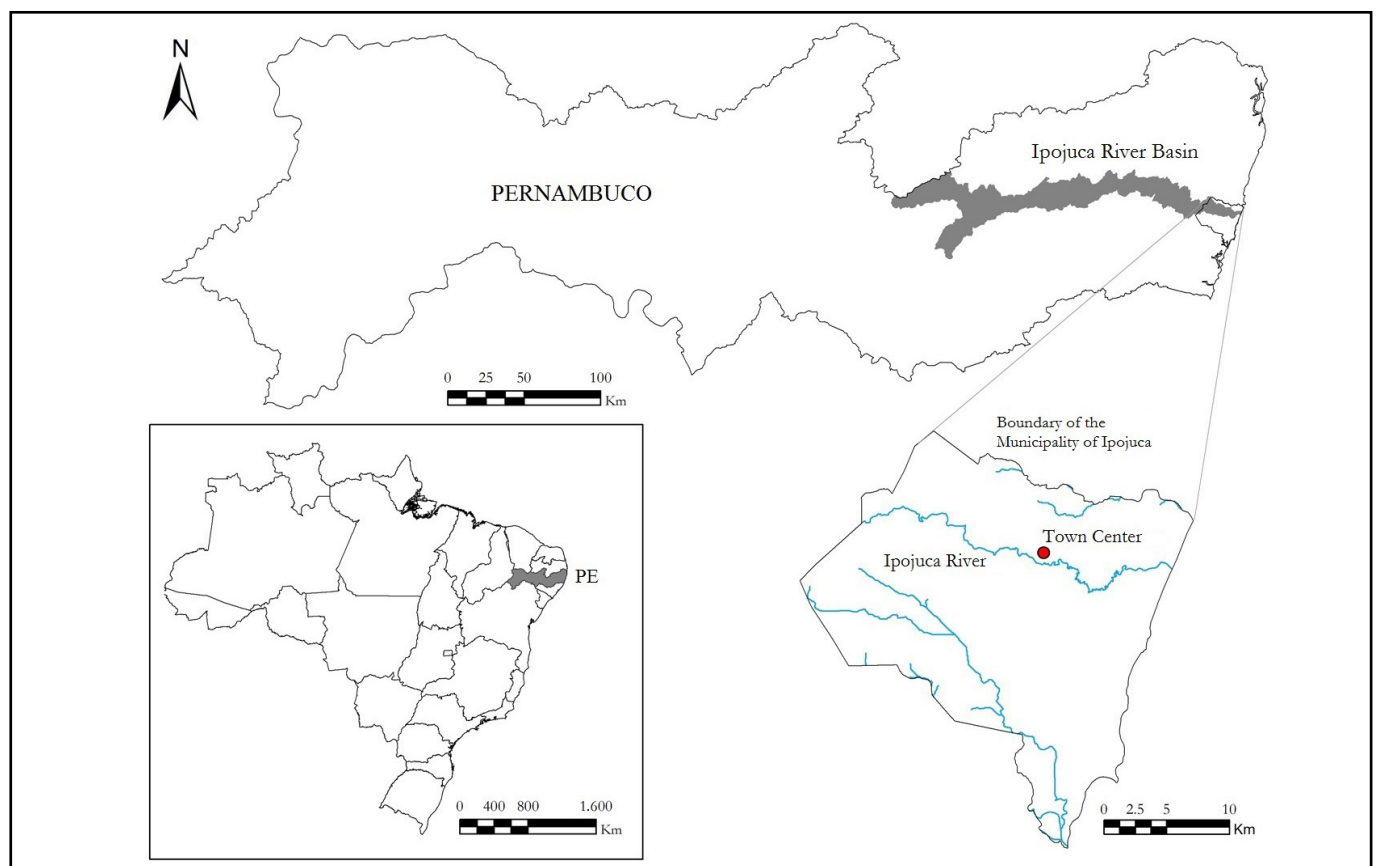 N
Ipojuca River Basin
PERNAMBUCO
0 25 50 100
Km
Boundary of the
Municipality of Ipojuca
Town Center
Ipojuca River
PE
0 400 800 1.600
Km
0 2.5 5 10
Km